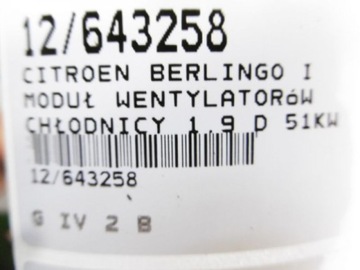 12/643258
CITROEN BERLINGO I
MODUŁ WENTYLATORÓW
CHŁODNICY 1.9 D 51KW
12/643258
G IV 2 B